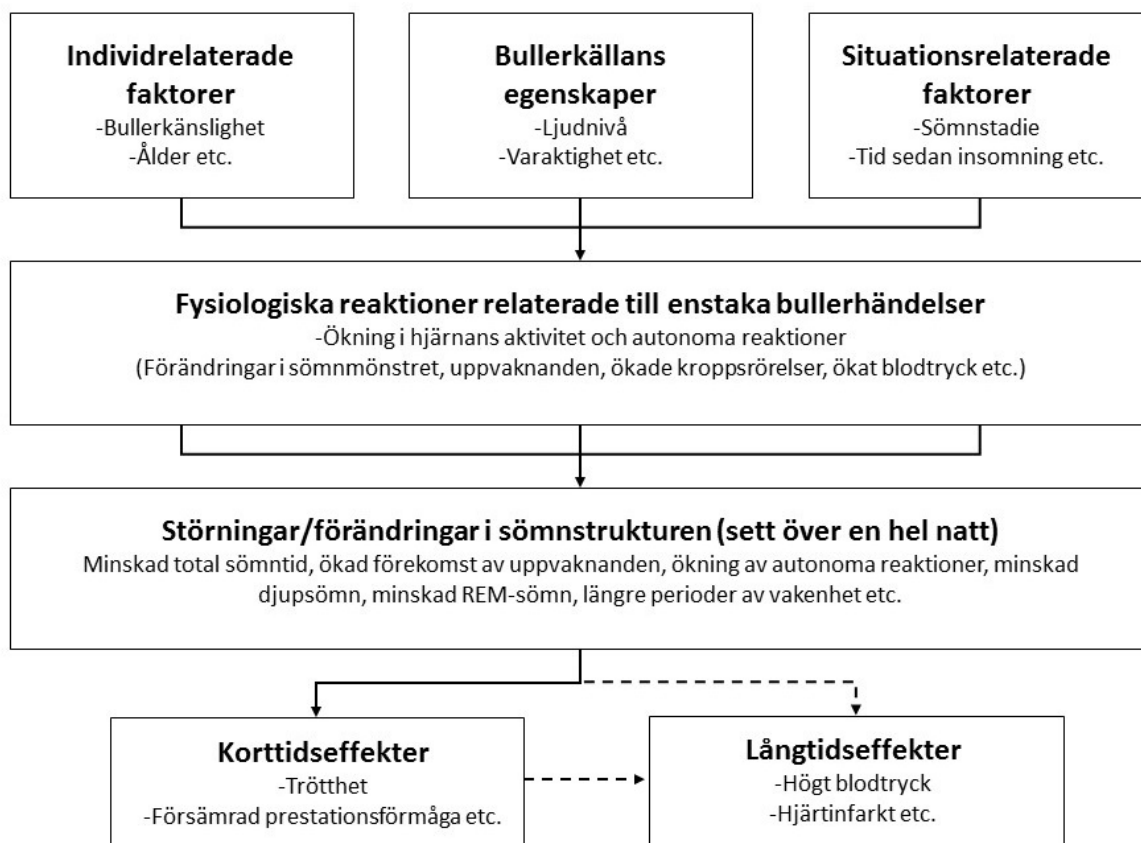 Individrelaterade
faktorer
-Bullerkänslighet
-Ålder etc.
Bullerkällans
egenskaper
-Ljudnivå
-Varaktighet etc.
Situationsrelaterade
faktorer
-Sömnstadie
-Tid sedan insomning etc.
Fysiologiska reaktioner relaterade till enstaka bullerhändelser
-Ökning i hjärnans aktivitet och autonoma reaktioner
(Förändringar i sömnmönstret, uppvaknanden, ökade kroppsrörelser, ökat blodtryck etc.)
Störningar/förändringar i sömnstrukturen (sett över en hel natt)
Minskad total sömntid, ökad förekomst av uppvaknanden, ökning av autonoma reaktioner, minskad
djupsömn, minskad REM-sömn, längre perioder av vakenhet etc.
Korttidseffekter
-Trötthet
-Försämrad prestationsförmåga etc.
Långtidseffekter
-Högt blodtryck
-Hjärtinfarkt etc.